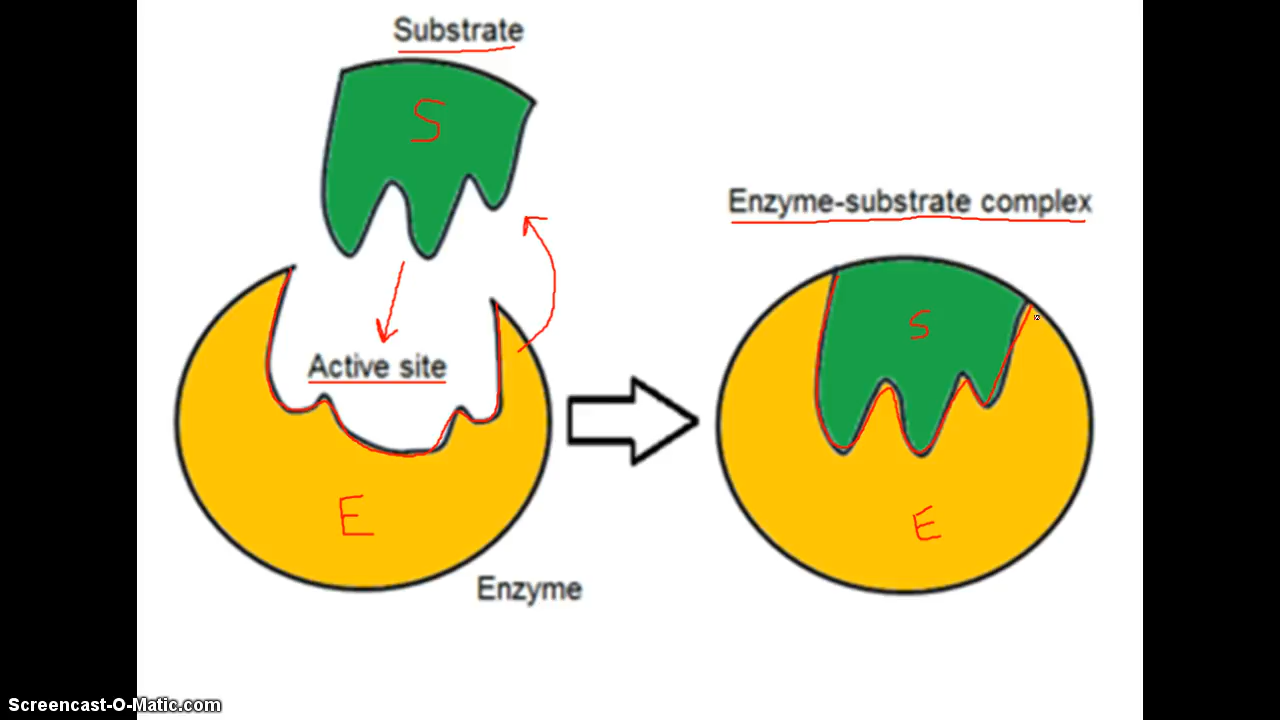 Substrate
S
Enzyme-substrate complex
Active site
S
E
E
Enzyme
Screencast-O-Matic.com